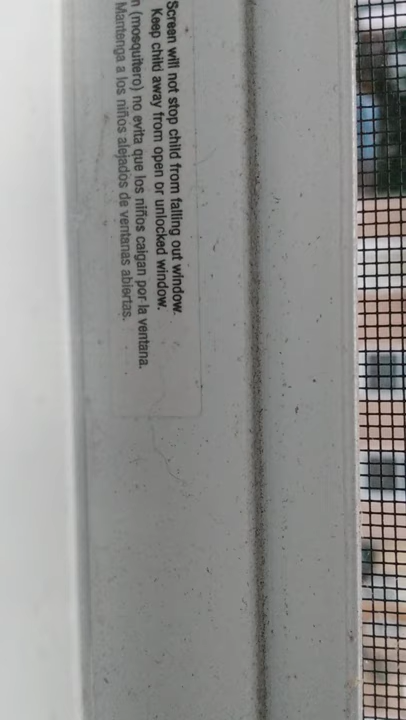 Screen will not stop child from falling out window.
Keep child away from open or unlocked window.
(mosquitero) no evita que los niños caigan por la ventana.
Mantenga a los niños alejados de ventanas abiertas.